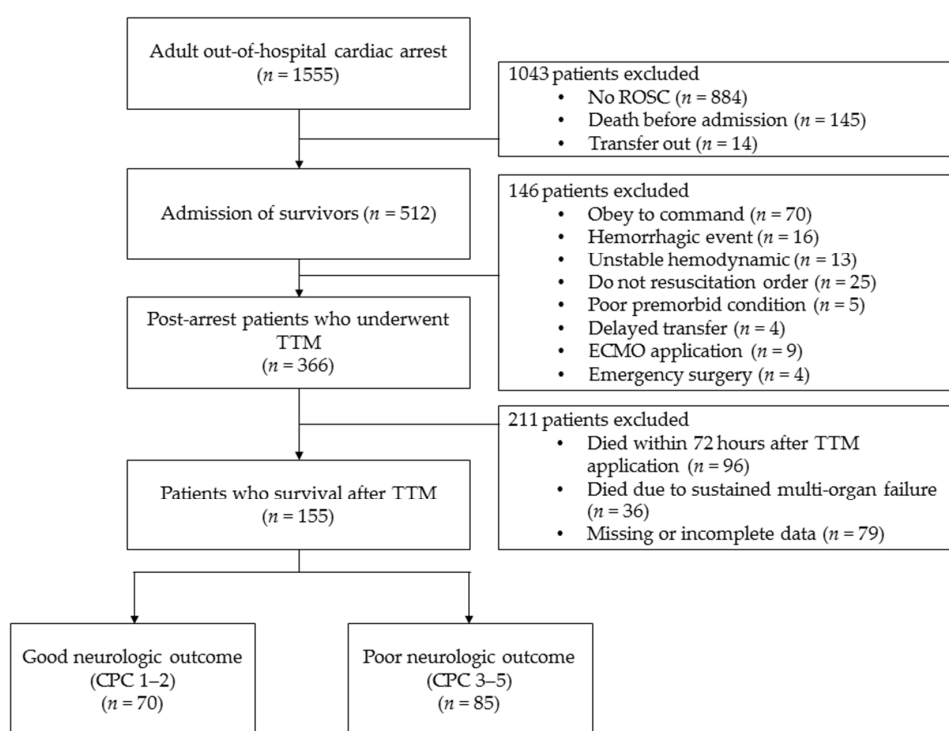 Adult out-of-hospital cardiac arrest
(n = 1555)
1043 patients excluded
• No ROSC (n = 884)
• Death before admission (n = 145)
• Transfer out (n = 14)
Admission of survivors (n = 512)
146 patients excluded
• Obey to command (n = 70)
• Hemorrhagic event (n = 16)
• Unstable hemodynamic (n = 13)
• Do not resuscitation order (n = 25)
• Poor premorbid condition (n = 5)
• Delayed transfer (n = 4)
• ECMO application (n = 9)
• Emergency surgery (n = 4)
Post-arrest patients who underwent
TTM
(n = 366)
211 patients excluded
• Died within 72 hours after TTM
application (n = 96)
• Died due to sustained multi-organ failure
(n = 36)
• Missing or incomplete data (n = 79)
Patients who survival after TTM
(n = 155)
Good neurologic outcome
(CPC 1–2)
(n = 70)
Poor neurologic outcome
(CPC 3–5)
(n = 85)